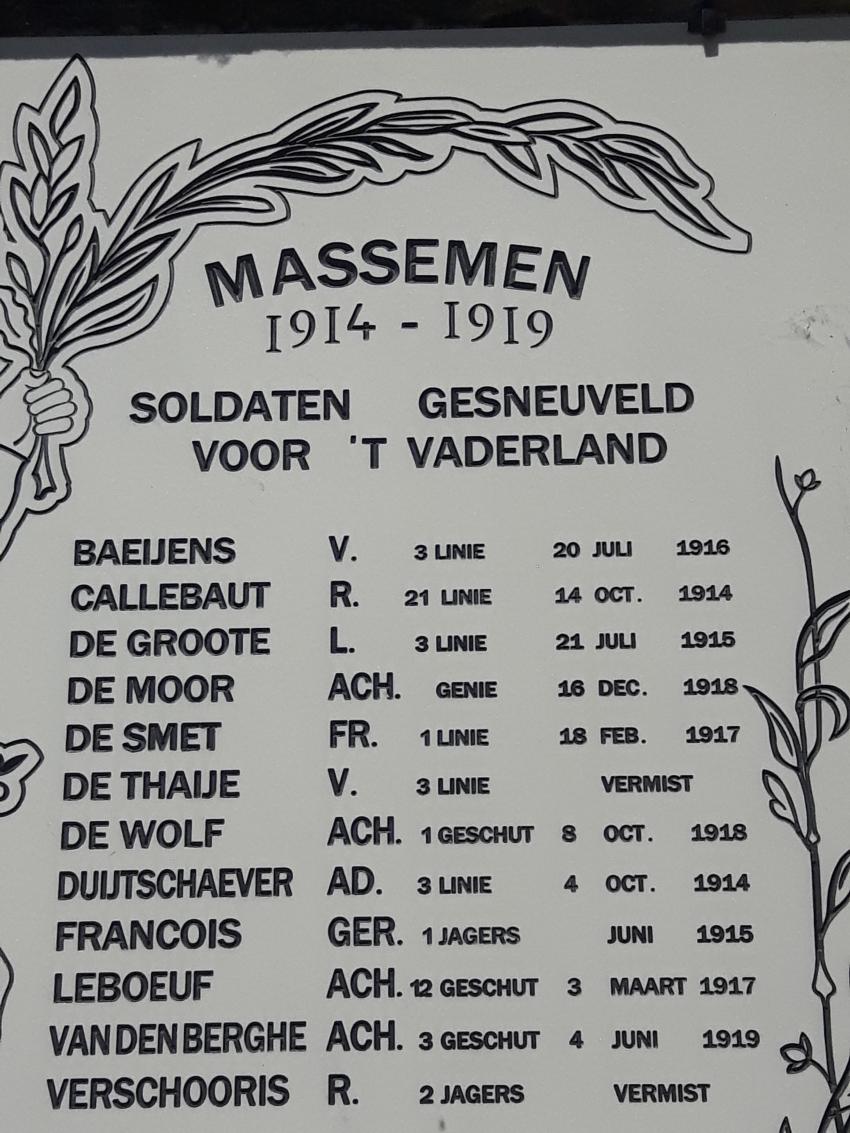 MASSEMEN
1914 - 1919
SOLDATEN GESNEUVELD
VOOR 'T VADERLAND
BAEIJENS V. 3 LINIE 20 JULI 1916
CALLEBAUT R. 21 LINIE 14 OCT. 1914
DE GROOTE L. 3 LINIE 21 JULI 1915
DE MOOR ACH. GENIE 16 DEC. 1918
DE SMET FR. 1 LINIE 18 FEB. 1917
DE THAIJE V. 3 LINIE VERMIST
DE WOLF ACH. 1 GESCHUT 8 OCT. 1918
DUIJTSCHAEVER AD. 3 LINIE 4 OCT. 1914
FRANCOIS GER. 1 JAGERS JUNI 1915
LEBOEUF ACH. 12 GESCHUT 3 MAART 1917
VAN DEN BERGHE ACH. 3 GESCHUT 4 JUNI 1919
VERSCHOORIS R. 2 JAGERS VERMIST